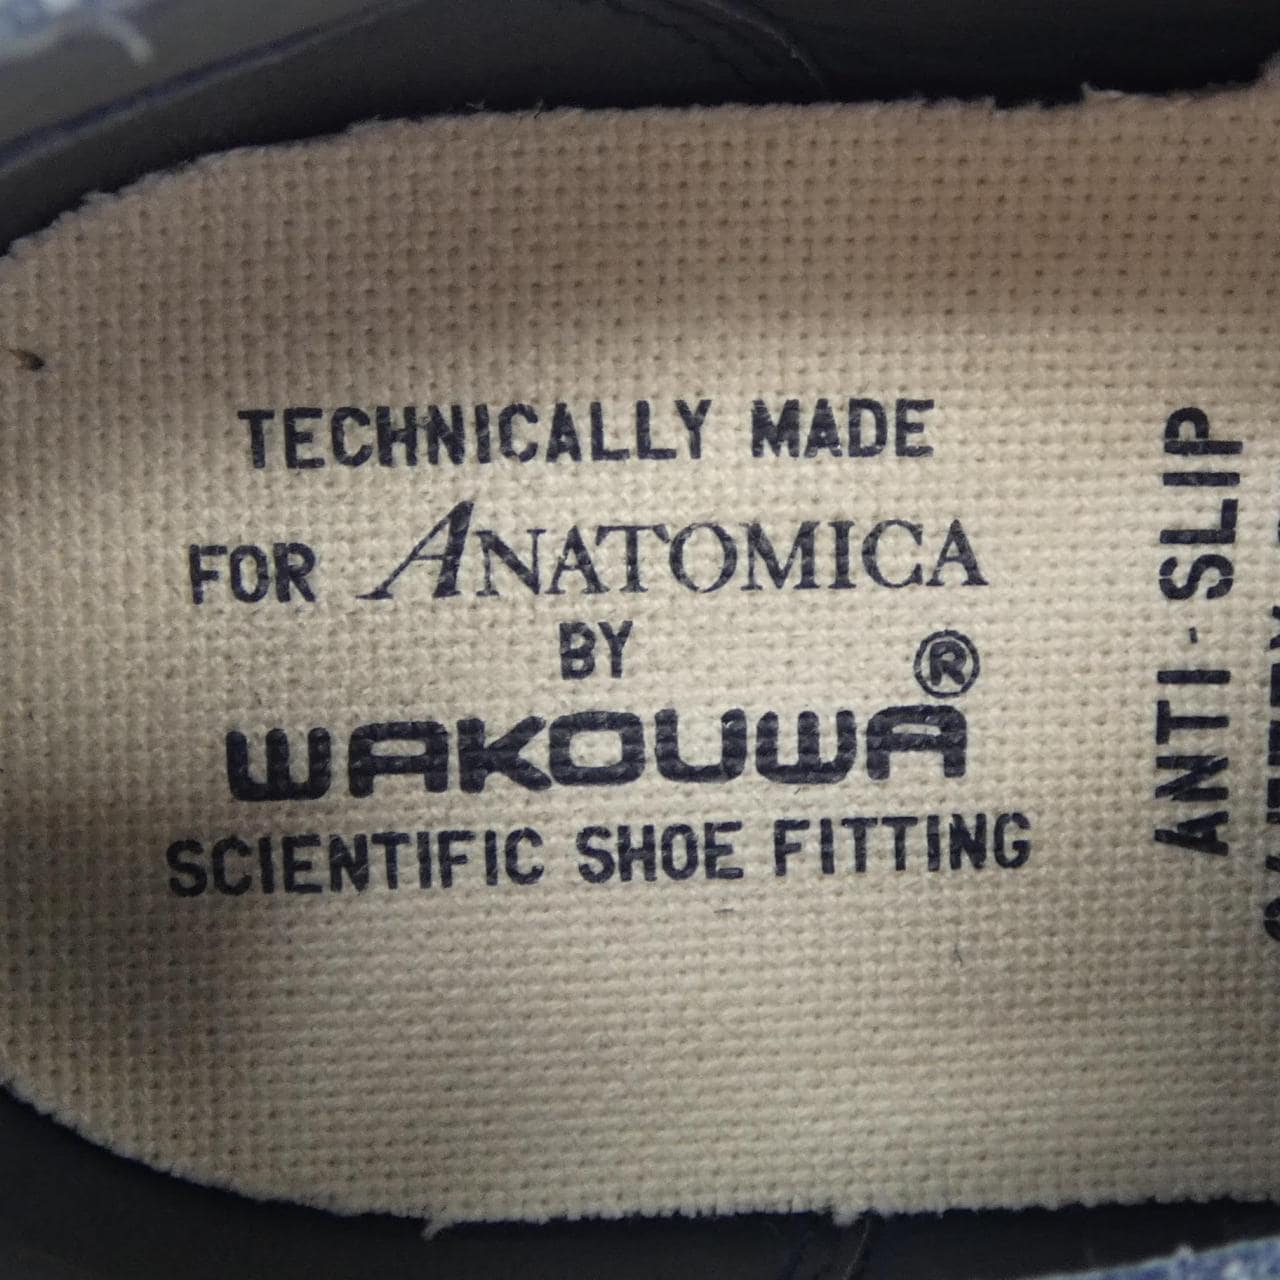 TECHNICALLY MADE
FOR ANATOMICA
BY
WAKOUWA®
SCIENTIFIC SHOE FITTING
ANTI-SLIP